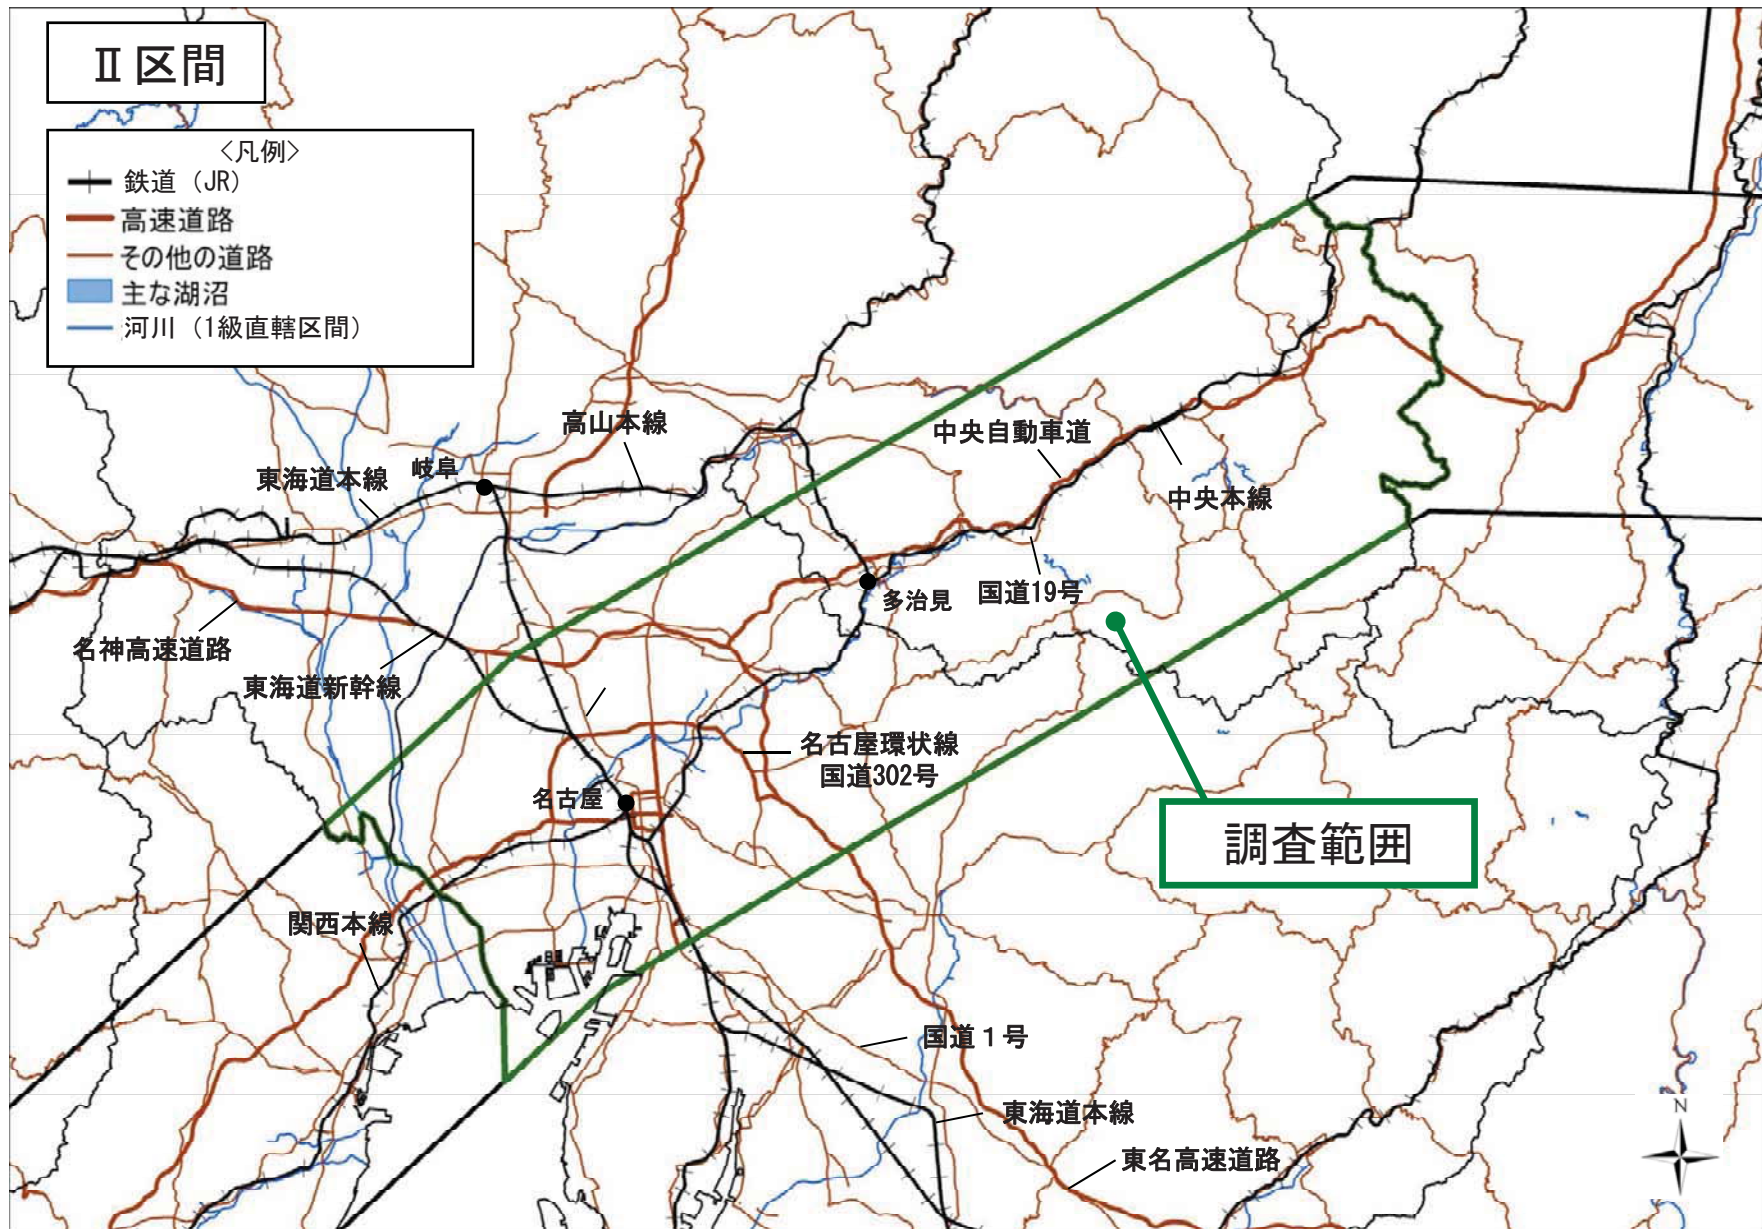 Ⅱ区間
<凡例>
鉄道（JR）
高速道路
その他の道路
主な湖沼
河川（1級直轄区間）
高山本線
岐阜
東海道本線
中央自動車道
中央本線
多治見
国道19号
名神高速道路
東海道新幹線
名古屋環状線
国道302号
名古屋
調査範囲
関西本線
国道１号
東海道本線
東名高速道路
N